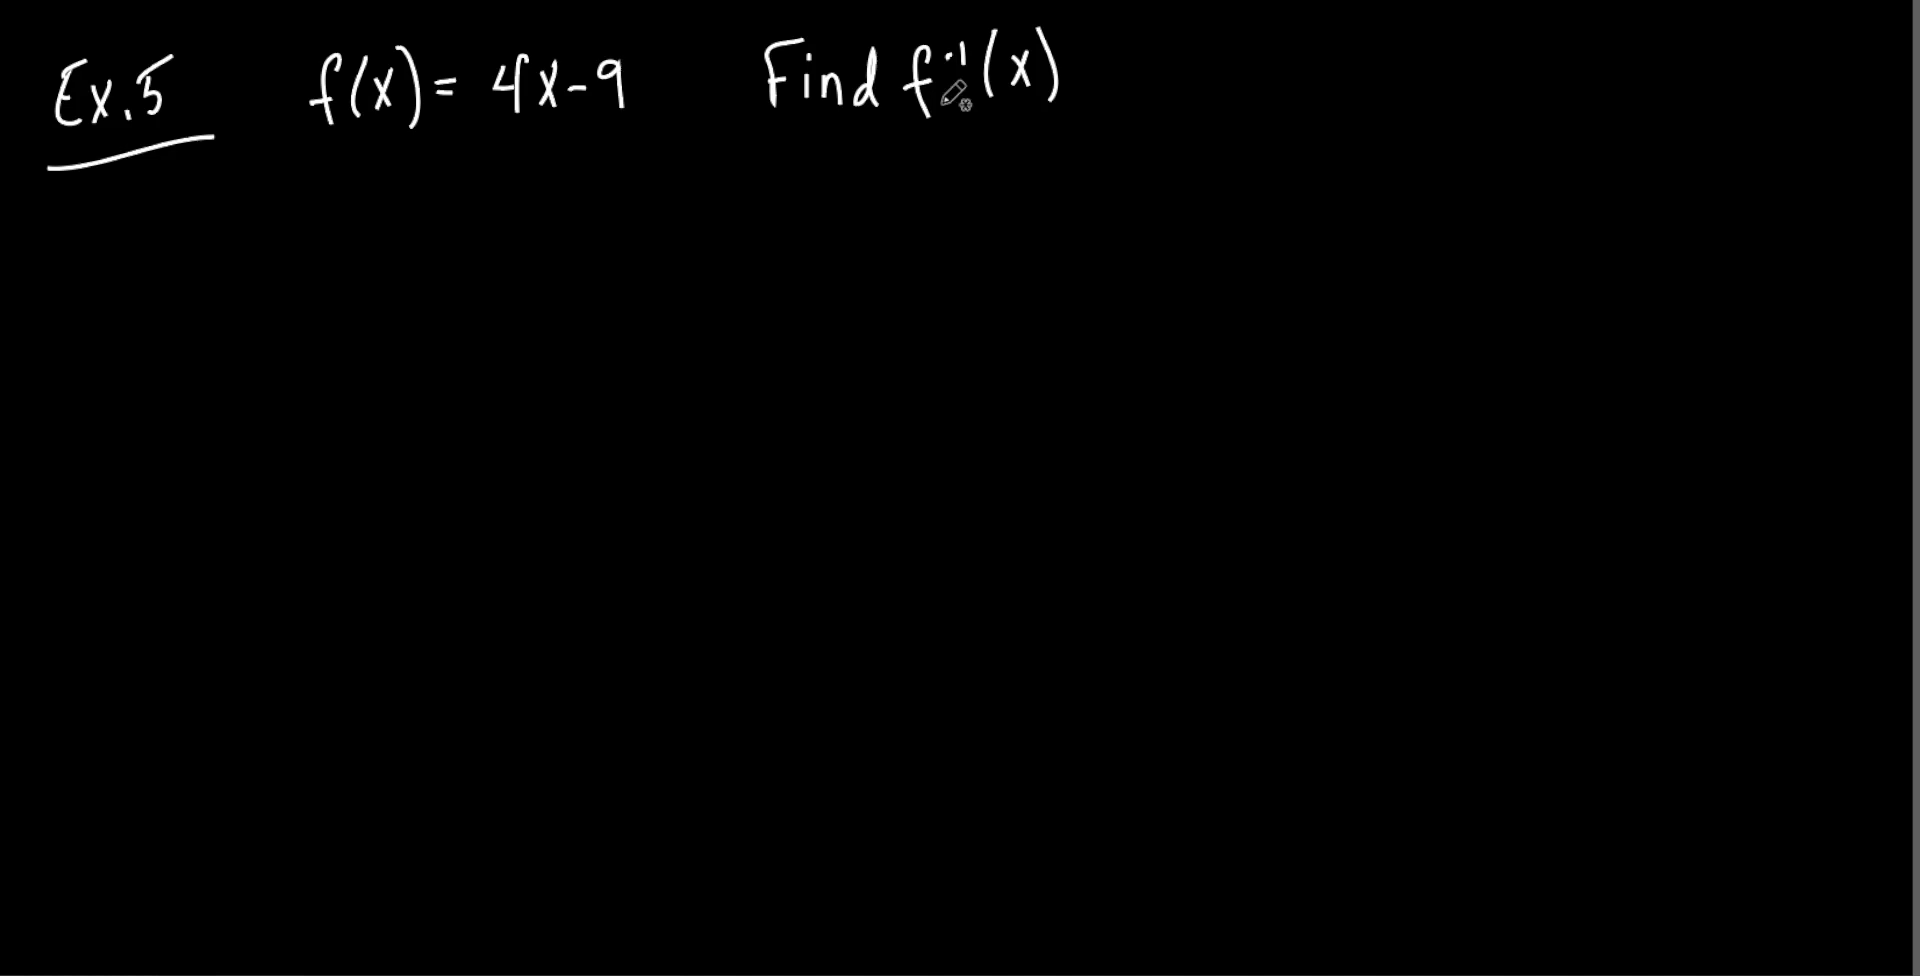 Ex.5 f(x) = 4x-9 Find f⁻¹(x)